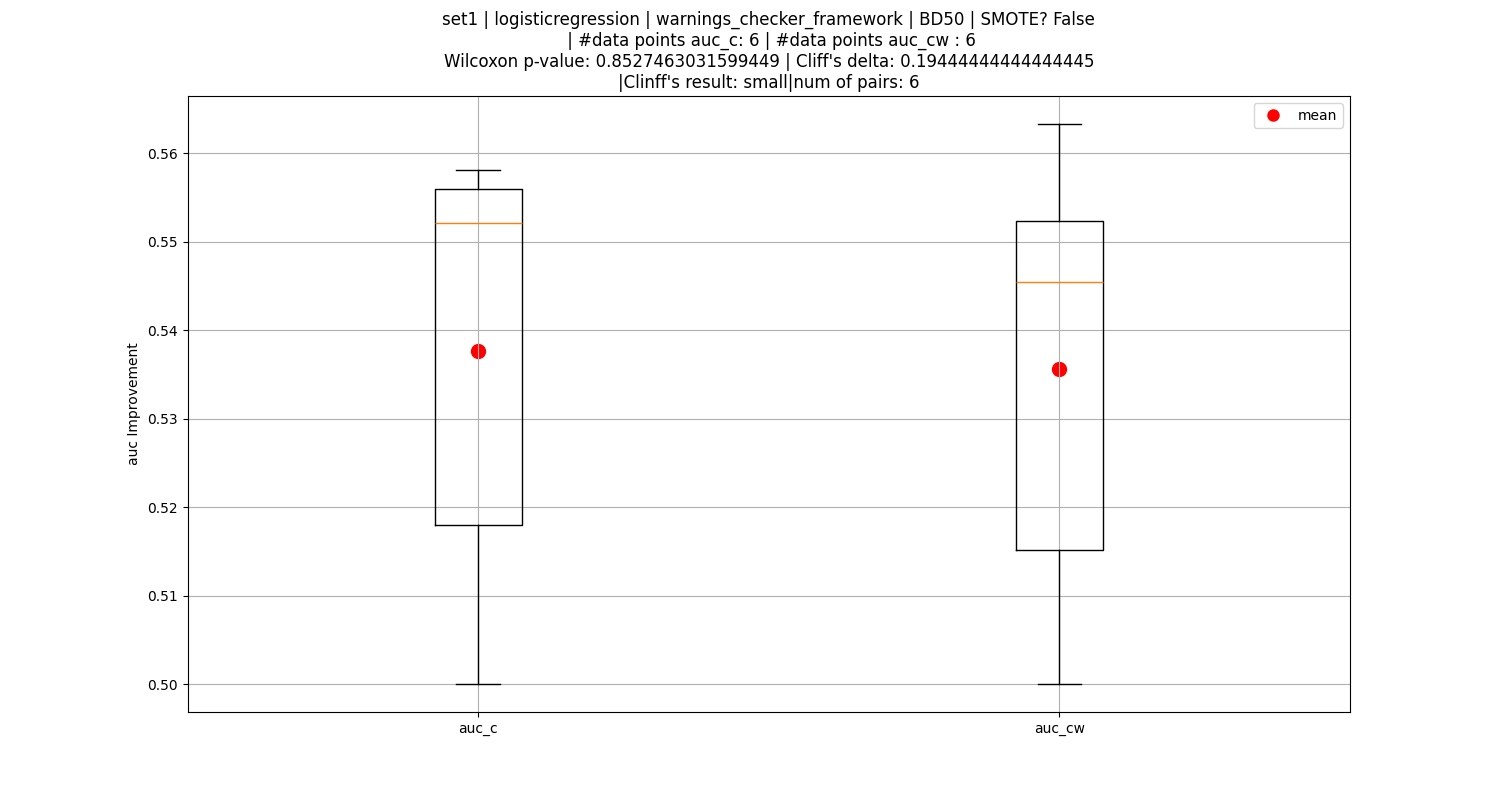 set1 | logisticregression | warnings_checker_framework | BD50 | SMOTE? False
| #data points auc_c: 6 | #data points auc_cw : 6
Wilcoxon p-value: 0.8527463031599449 | Cliff's delta: 0.19444444444444445
|Clinff's result: small|num of pairs: 6
mean
0.56
0.55
0.54
0.53
0.52
0.51
0.50
auc Improvement
auc_c
auc_cw